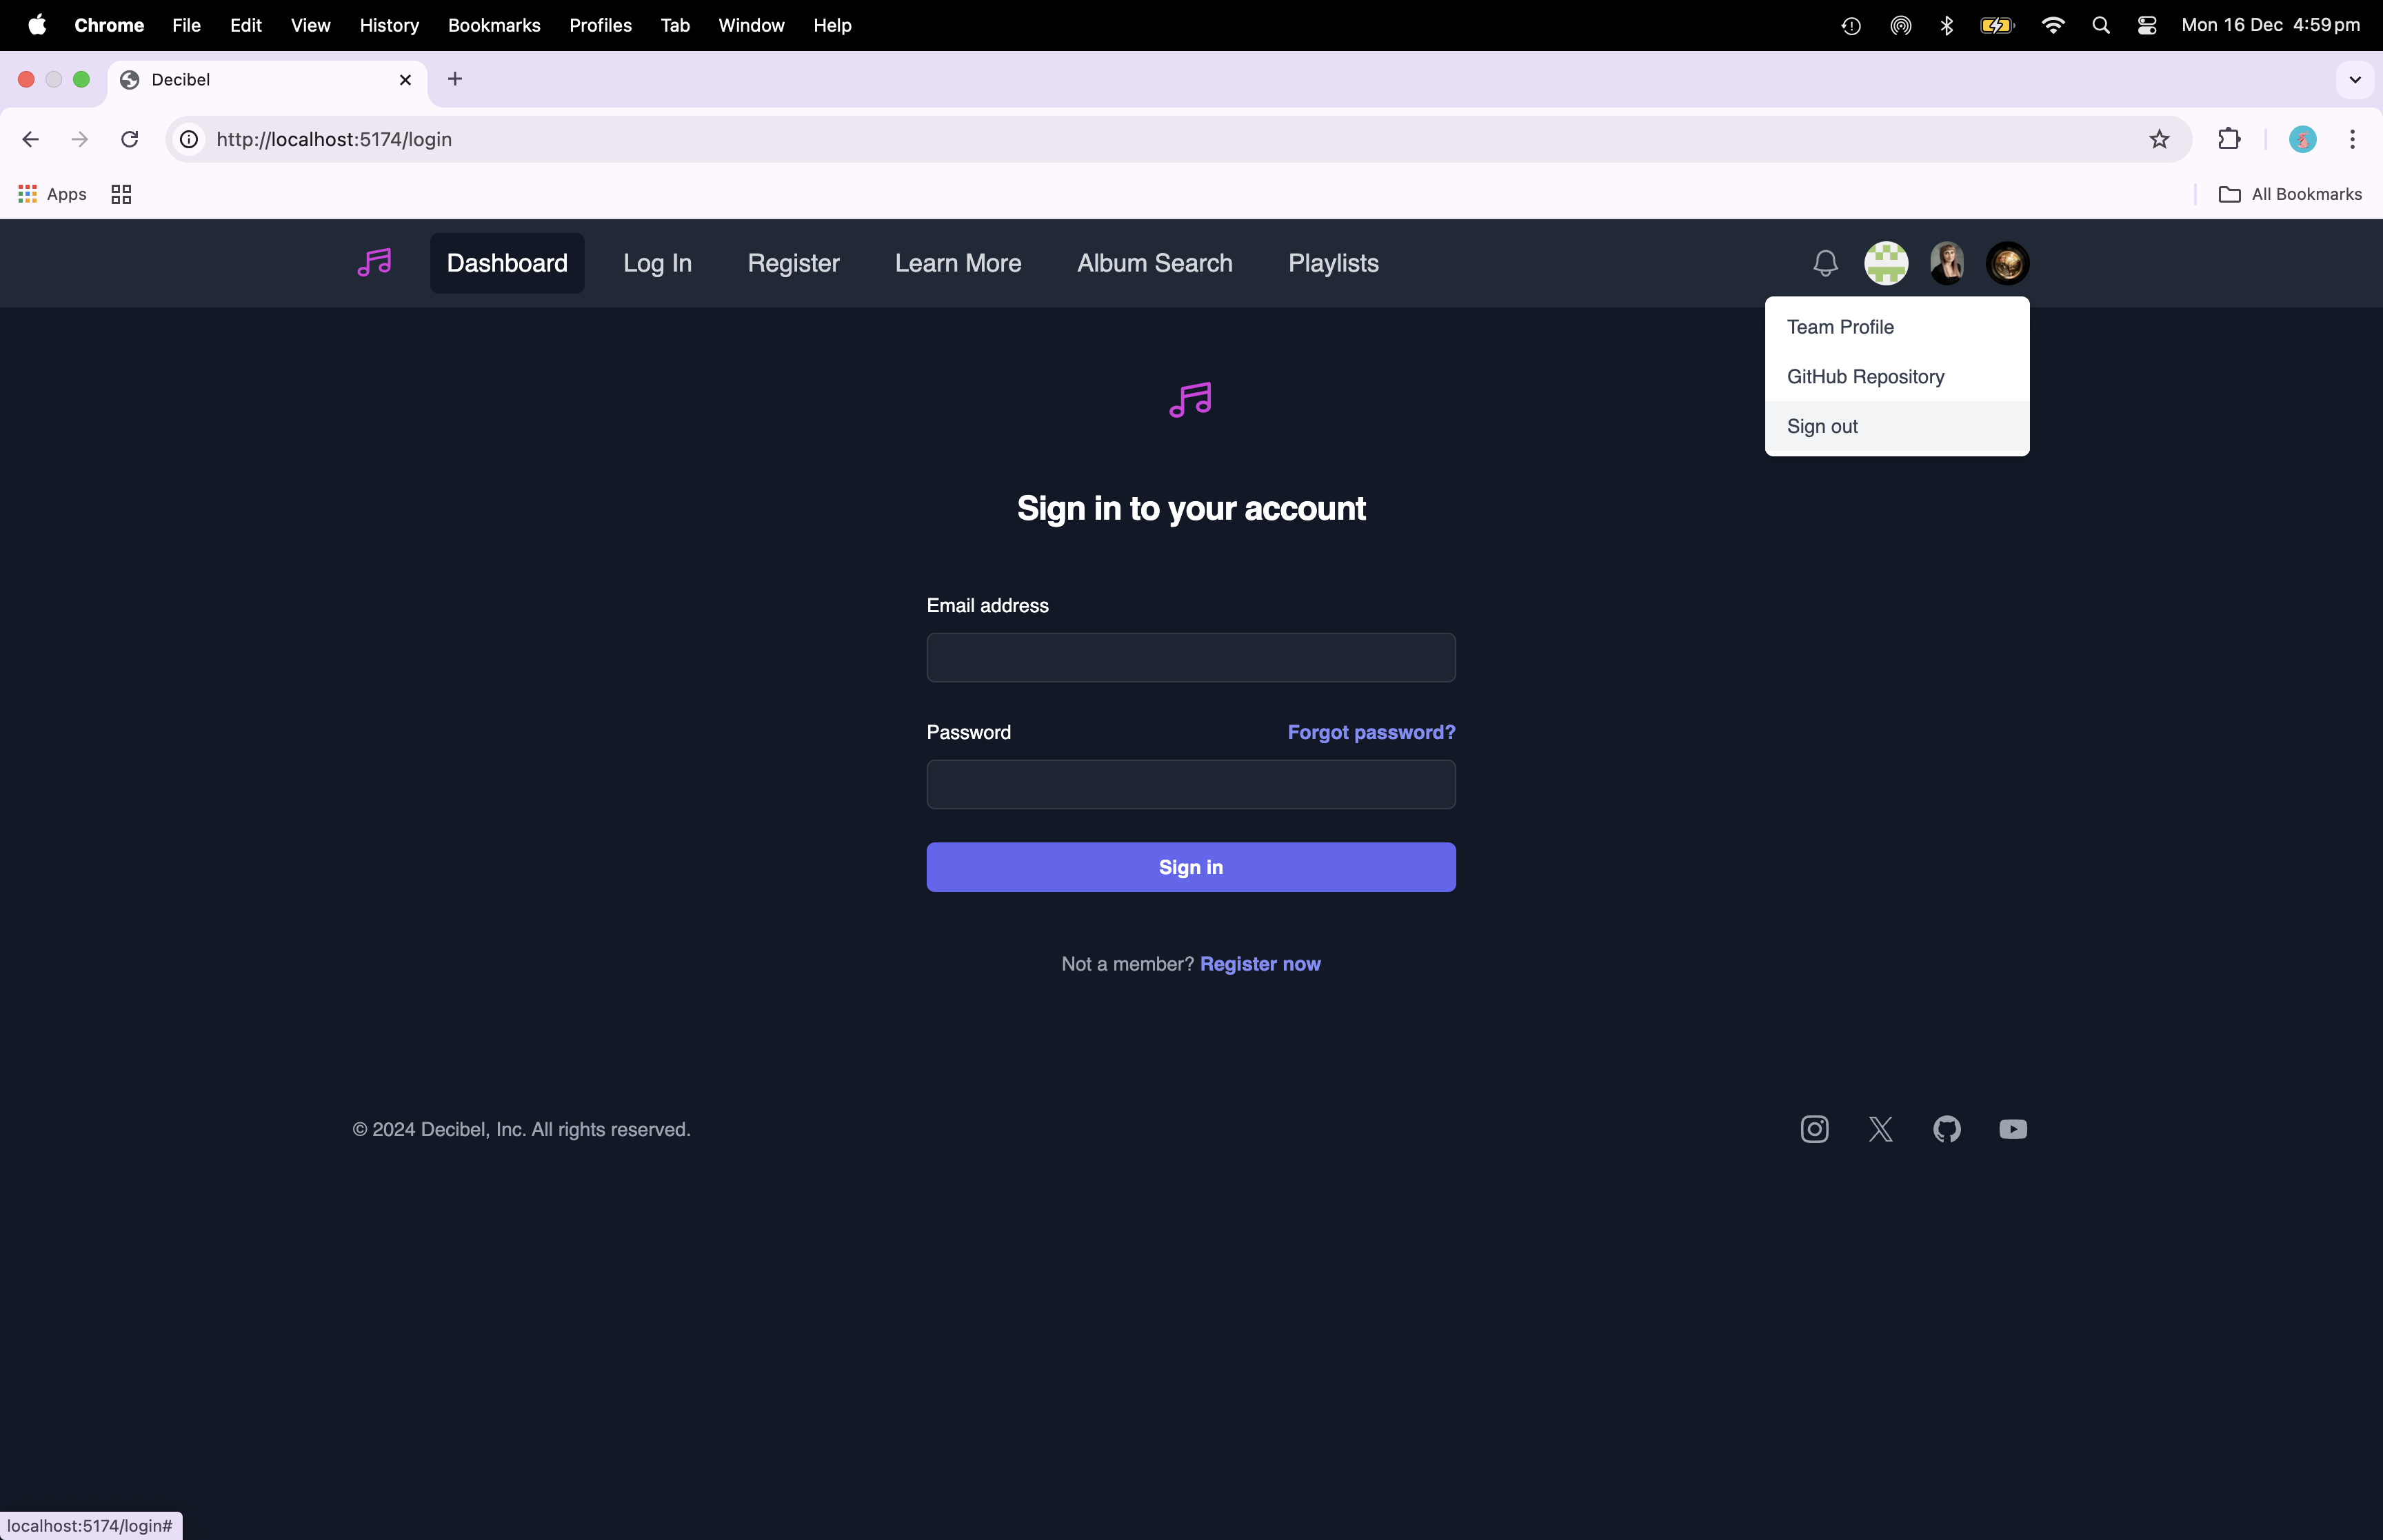 Chrome File Edit View History Bookmarks Profiles Tab Window Help Mon 16 Dec 4:59 pm
Decibel
http://localhost:5174/login
Apps All Bookmarks
Dashboard Log In Register Learn More Album Search Playlists
Team Profile
GitHub Repository
Sign out
Sign in to your account
Email address
Password Forgot password?
Sign in
Not a member? Register now
© 2024 Decibel, Inc. All rights reserved.
localhost:5174/login#